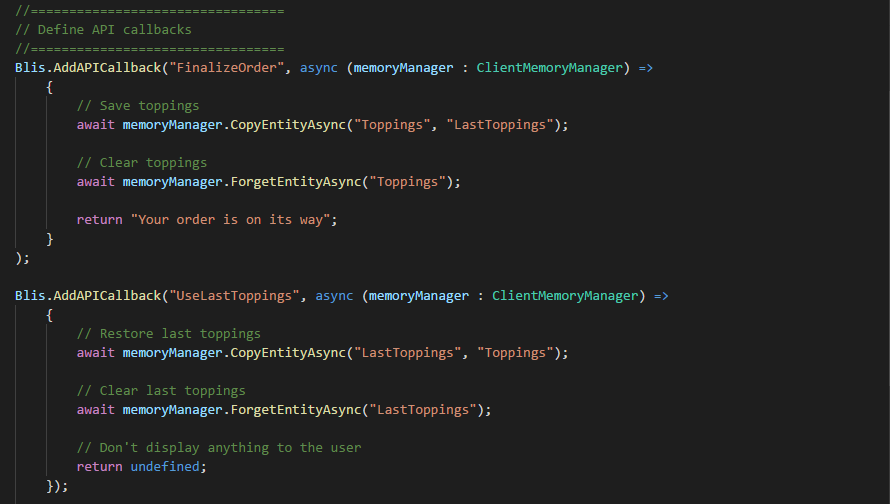 //=================================
// Define API callbacks
//=================================
Blis.AddAPICallback("FinalizeOrder", async (memoryManager : ClientMemoryManager) =>
{
// Save toppings
await memoryManager.CopyEntityAsync("Toppings", "LastToppings");
// Clear toppings
await memoryManager.ForgetEntityAsync("Toppings");
return "Your order is on its way";
}
);
Blis.AddAPICallback("UseLastToppings", async (memoryManager : ClientMemoryManager) =>
{
// Restore last toppings
await memoryManager.CopyEntityAsync("LastToppings", "Toppings");
// Clear last toppings
await memoryManager.ForgetEntityAsync("LastToppings");
// Don't display anything to the user
return undefined;
});